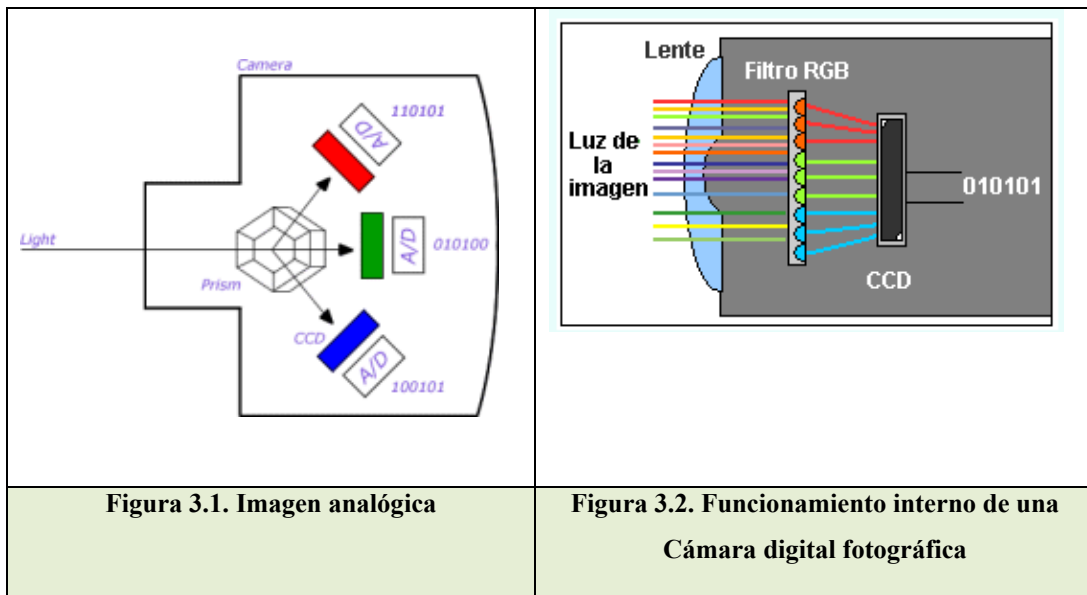 Camera
110101
A/D
Light
Prism
A/D
010100
CCD
A/D
100101
Lente
Filtro RGB
Luz de
la
imagen
010101
CCD
Figura 3.1. Imagen analógica
Figura 3.2. Funcionamiento interno de una
Cámara digital fotográfica